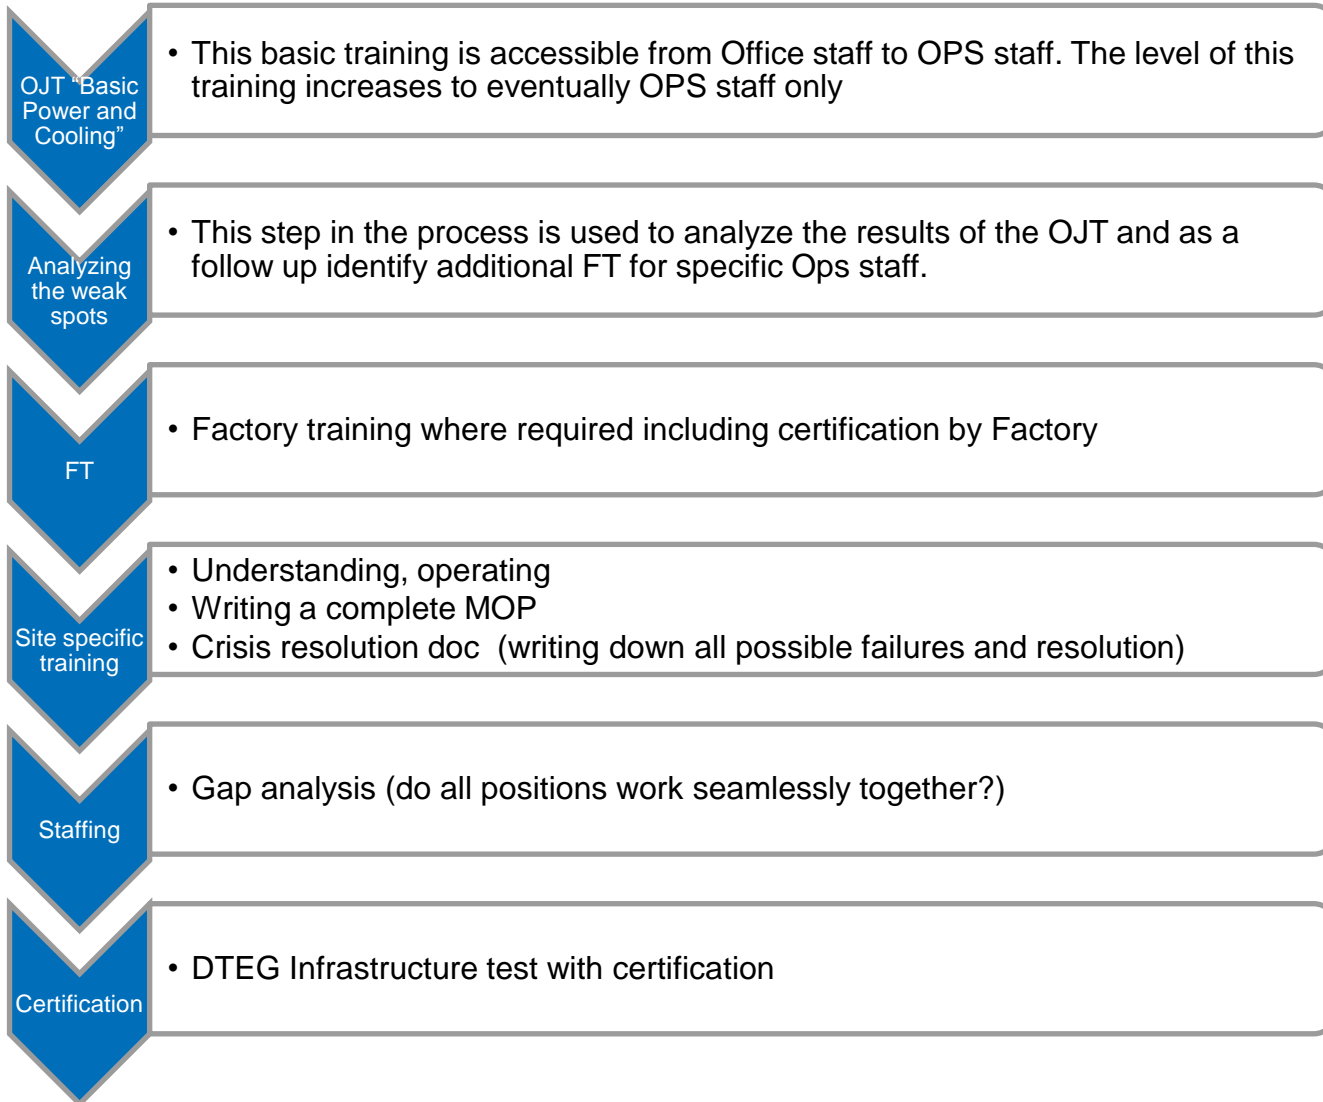 OJT “Basic
Power and
Cooling”
• This basic training is accessible from Office staff to OPS staff. The level of this
training increases to eventually OPS staff only
Analyzing
the weak
spots
• This step in the process is used to analyze the results of the OJT and as a
follow up identify additional FT for specific Ops staff.
FT
• Factory training where required including certification by Factory
Site specific
training
• Understanding, operating
• Writing a complete MOP
• Crisis resolution doc  (writing down all possible failures and resolution)
Staffing
• Gap analysis (do all positions work seamlessly together?)
Certification
• DTEG Infrastructure test with certification